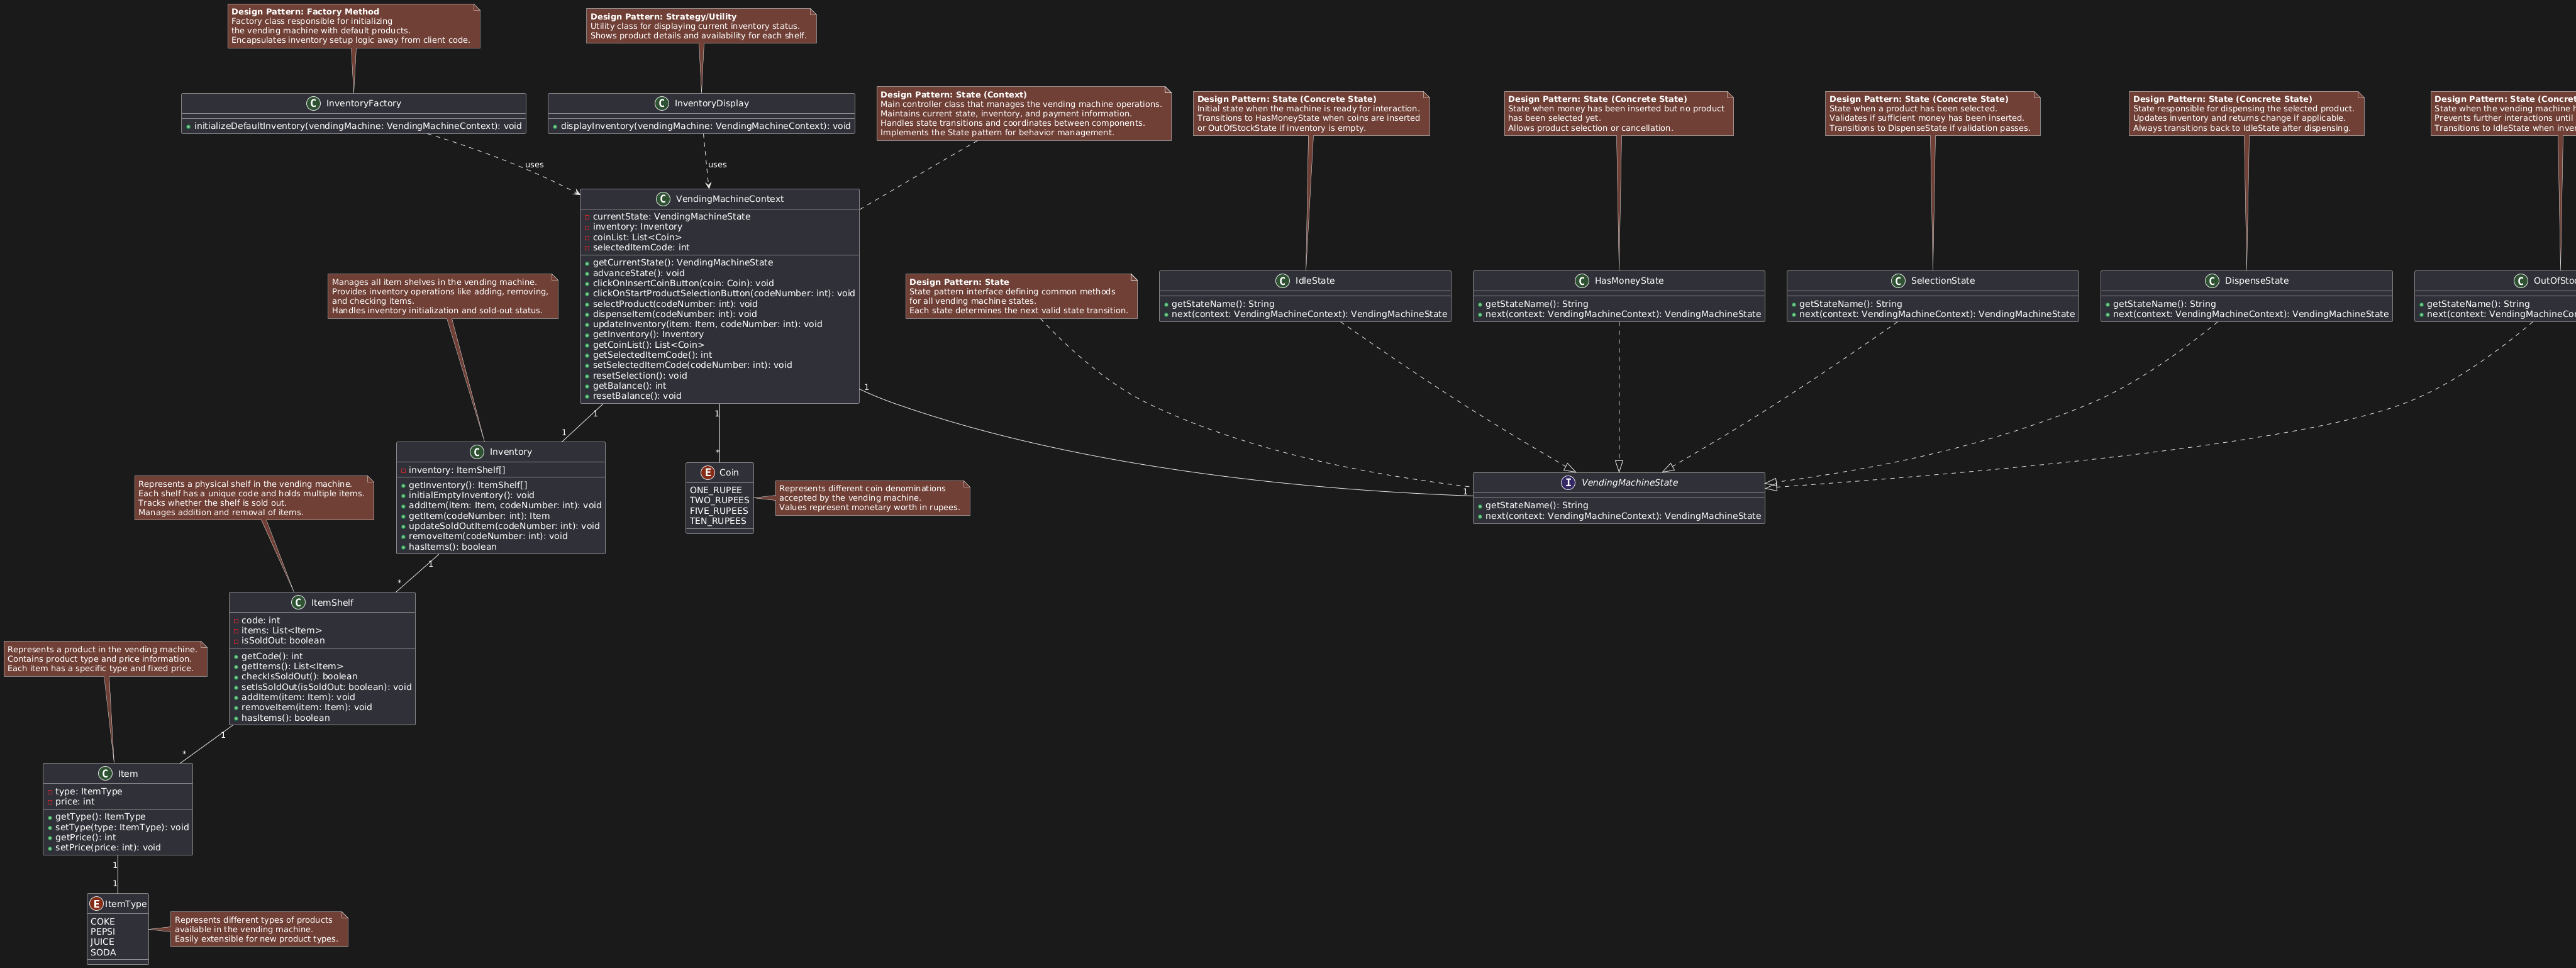 Design Pattern: Factory Method
Factory class responsible for initializing
the vending machine with default products.
Encapsulates inventory setup logic away from client code.
Design Pattern: Strategy/Utility
Utility class for displaying current inventory status.
Shows product details and availability for each shelf.
Design Pattern: State (Context)
Main controller class that manages the vending machine operations.
Maintains current state, inventory, and payment information.
Handles state transitions and coordinates between components.
Implements the State pattern for behavior management.
Design Pattern: State (Concrete State)
Initial state when the machine is ready for interaction.
Transitions to HasMoneyState when coins are inserted
or OutOfStockState if inventory is empty.
Design Pattern: State (Concrete State)
State when money has been inserted but no product
has been selected yet.
Allows product selection or cancellation.
Design Pattern: State (Concrete State)
State when a product has been selected.
Validates if sufficient money has been inserted.
Transitions to DispenseState if validation passes.
Design Pattern: State (Concrete State)
State responsible for dispensing the selected product.
Updates inventory and returns change if applicable.
Always transitions back to IdleState after dispensing.
Design Pattern: State (Concret
State when the vending machine
Prevents further interactions until
Transitions to IdleState when inven
C InventoryFactory
initializeDefaultInventory(vendingMachine: VendingMachineContext): void
C InventoryDisplay
displayInventory(vendingMachine: VendingMachineContext): void
uses
uses
C VendingMachineContext
currentState: VendingMachineState
inventory: Inventory
coinList: List<Coin>
selectedItemCode: int
getCurrentState(): VendingMachineState
advanceState(): void
clickOnInsertCoinButton(coin: Coin): void
clickOnStartProductSelectionButton(codeNumber: int): void
selectProduct(codeNumber: int): void
dispenseItem(codeNumber: int): void
updateInventory(item: Item, codeNumber: int): void
getInventory(): Inventory
getCoinList(): List<Coin>
getSelectedItemCode(): int
setSelectedItemCode(codeNumber: int): void
resetSelection(): void
getBalance(): int
resetBalance(): void
Manages all item shelves in the vending machine.
Provides inventory operations like adding, removing,
and checking items.
Handles inventory initialization and sold-out status.
Design Pattern: State
State pattern interface defining common methods
for all vending machine states.
Each state determines the next valid state transition.
C IdleState
getStateName(): String
next(context: VendingMachineContext): VendingMachineState
C HasMoneyState
getStateName(): String
next(context: VendingMachineContext): VendingMachineState
C SelectionState
getStateName(): String
next(context: VendingMachineContext): VendingMachineState
C DispenseState
getStateName(): String
next(context: VendingMachineContext): VendingMachineState
C OutOfStoc
getStateName(): String
next(context: VendingMachineCon
1
1
1
1
*
1
C Inventory
inventory: ItemShelf[]
getInventory(): ItemShelf[]
initialEmptyInventory(): void
addItem(item: Item, codeNumber: int): void
getItem(codeNumber: int): Item
updateSoldOutItem(codeNumber: int): void
removeItem(codeNumber: int): void
hasItems(): boolean
E Coin
ONE_RUPEE
TWO_RUPEES
FIVE_RUPEES
TEN_RUPEES
Represents different coin denominations
accepted by the vending machine.
Values represent monetary worth in rupees.
I VendingMachineState
getStateName(): String
next(context: VendingMachineContext): VendingMachineState
Represents a physical shelf in the vending machine.
Each shelf has a unique code and holds multiple items.
Tracks whether the shelf is sold out.
Manages addition and removal of items.
1
*
C ItemShelf
code: int
items: List<Item>
isSoldOut: boolean
getCode(): int
getItems(): List<Item>
checkIsSoldOut(): boolean
setIsSoldOut(isSoldOut: boolean): void
addItem(item: Item): void
removeItem(item: Item): void
hasItems(): boolean
Represents a product in the vending machine.
Contains product type and price information.
Each item has a specific type and fixed price.
1
*
C Item
type: ItemType
price: int
getType(): ItemType
setType(type: ItemType): void
getPrice(): int
setPrice(price: int): void
1
1
E ItemType
COKE
PEPSI
JUICE
SODA
Represents different types of products
available in the vending machine.
Easily extensible for new product types.